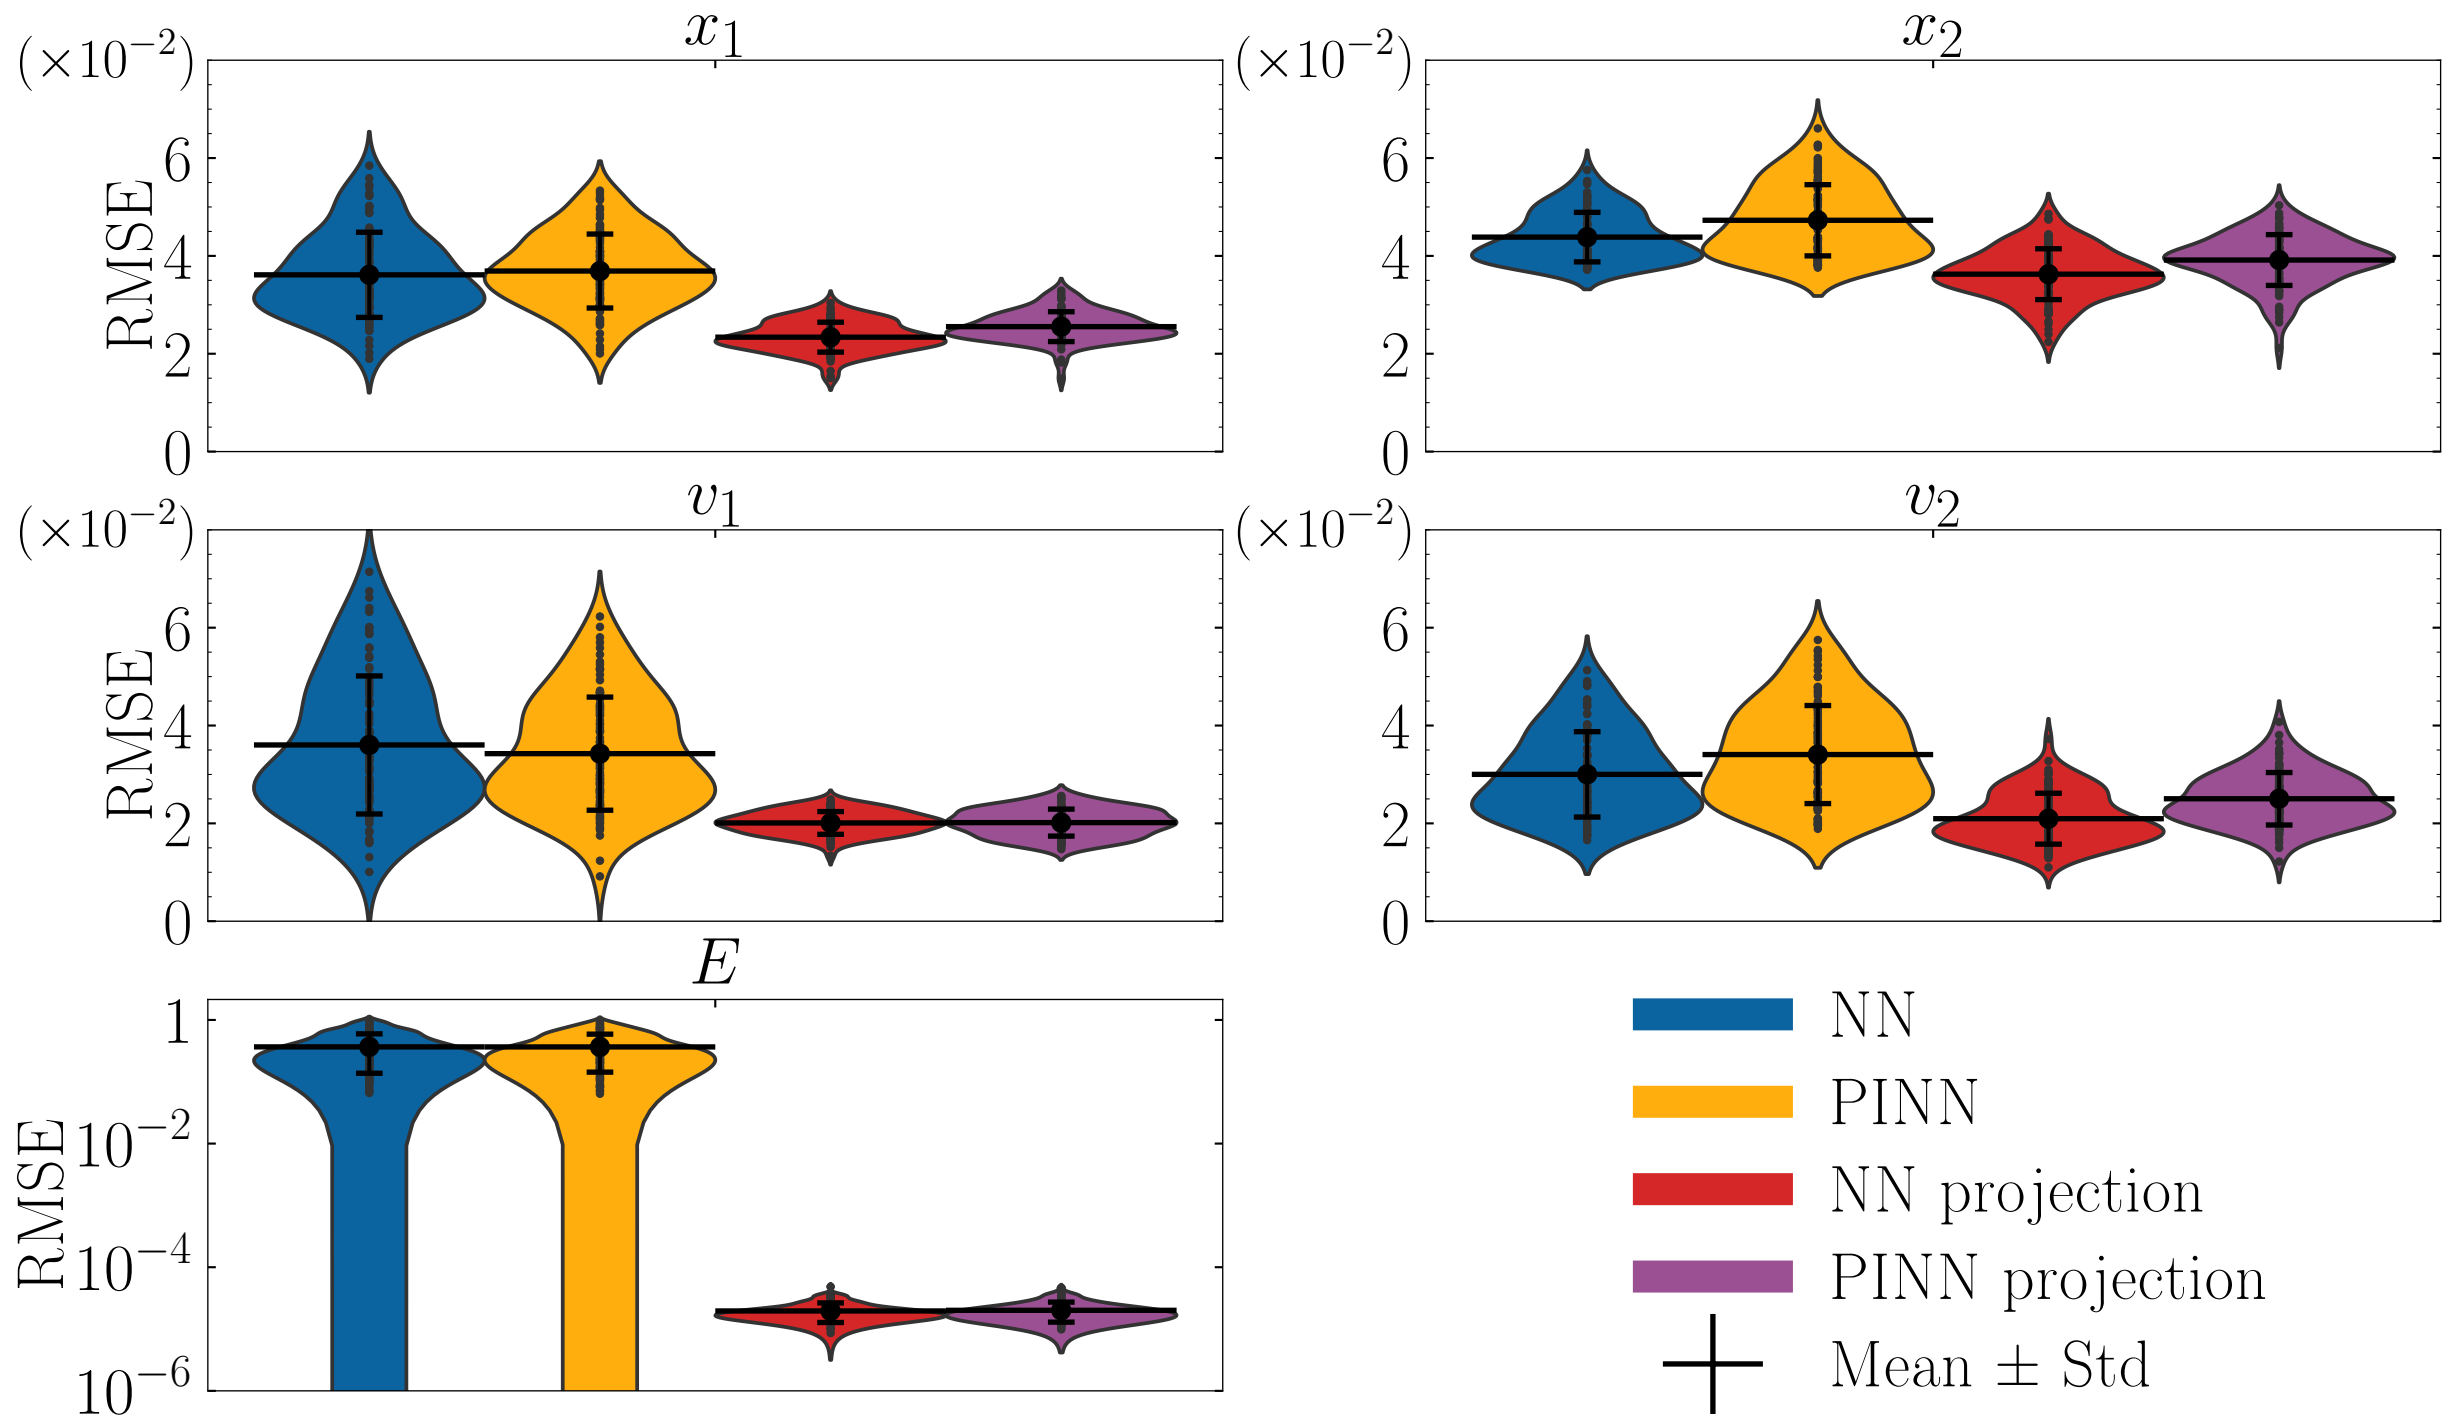 x₁
(×10⁻²)
6
4
2
0
RMSE
x₂
(×10⁻²)
6
4
2
0
v₁
(×10⁻²)
6
4
2
0
RMSE
v₂
(×10⁻²)
6
4
2
0
E
1
10⁻²
10⁻⁴
10⁻⁶
RMSE
NN
PINN
NN projection
PINN projection
Mean ± Std